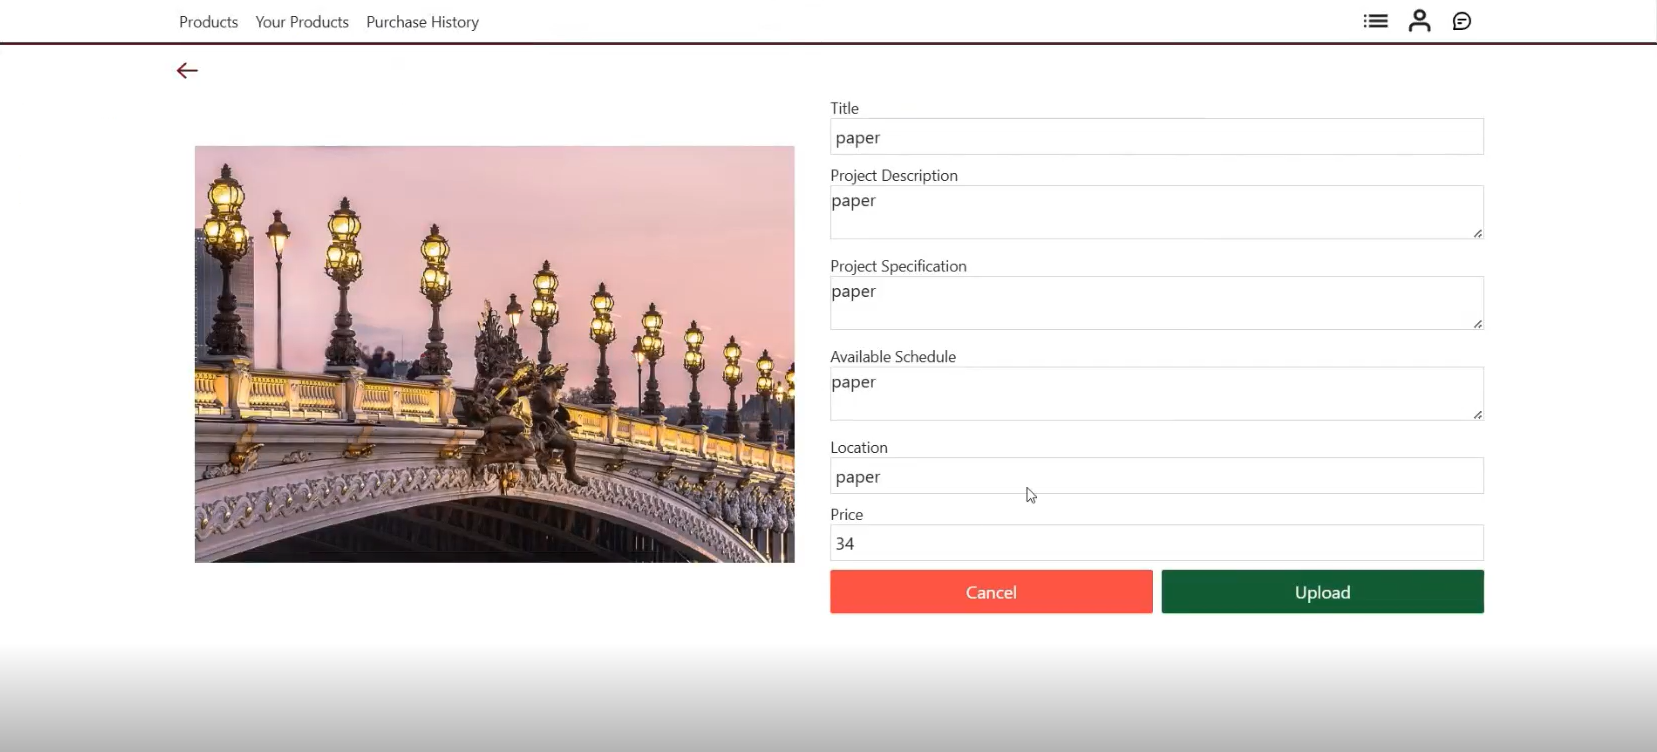 Products Your Products Purchase History
Title
paper
Project Description
paper
Project Specification
paper
Available Schedule
paper
Location
paper
Price
34
Cancel Upload